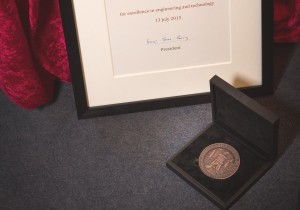 for excellence in engineering and technology
13 July 2013
President